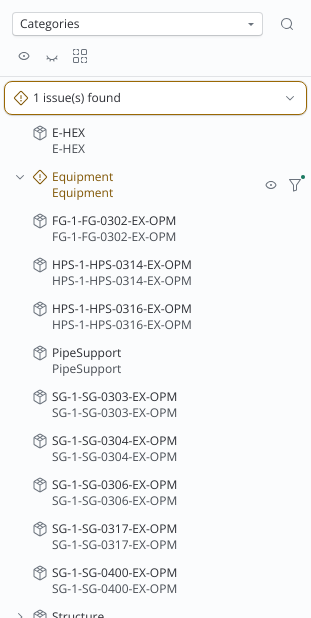 Categories
1 issue(s) found
E-HEX
E-HEX
Equipment
Equipment
FG-1-FG-0302-EX-OPM
FG-1-FG-0302-EX-OPM
HPS-1-HPS-0314-EX-OPM
HPS-1-HPS-0314-EX-OPM
HPS-1-HPS-0316-EX-OPM
HPS-1-HPS-0316-EX-OPM
PipeSupport
PipeSupport
SG-1-SG-0303-EX-OPM
SG-1-SG-0303-EX-OPM
SG-1-SG-0304-EX-OPM
SG-1-SG-0304-EX-OPM
SG-1-SG-0306-EX-OPM
SG-1-SG-0306-EX-OPM
SG-1-SG-0317-EX-OPM
SG-1-SG-0317-EX-OPM
SG-1-SG-0400-EX-OPM
SG-1-SG-0400-EX-OPM
Structure